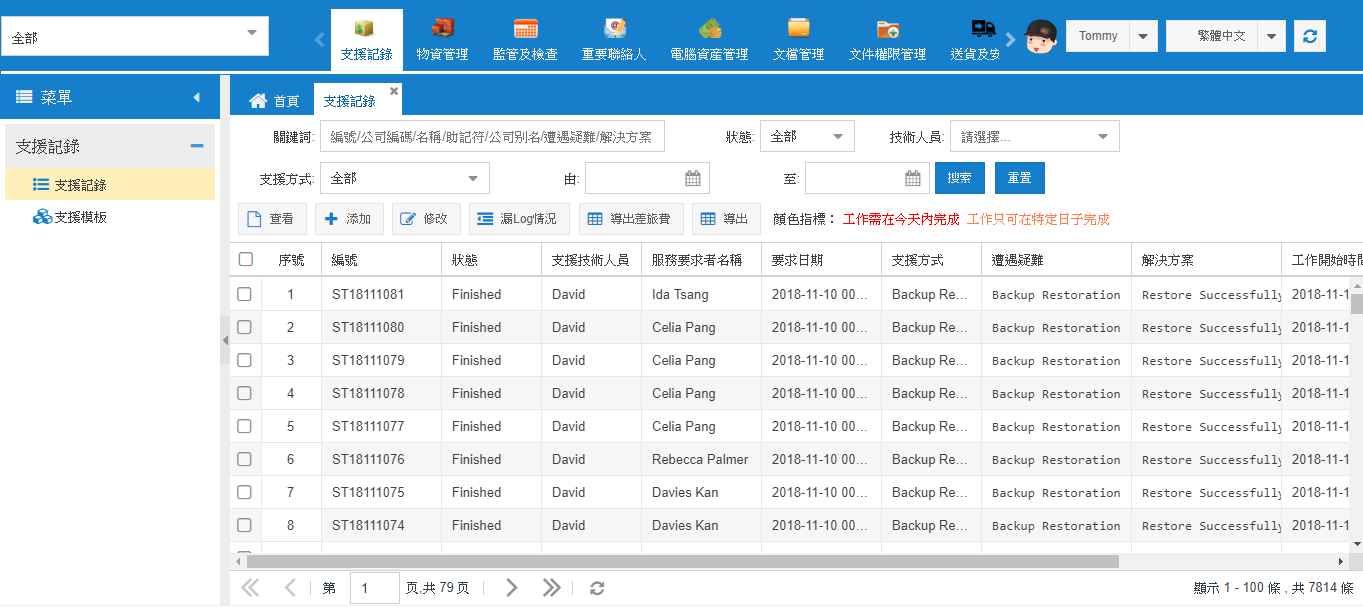 全部
支援記錄 物資管理 監管及檢查 重要聯絡人 電腦資產管理 文檔管理 文件權限管理 送貨及安
Tommy 繁體中文
菜單
首頁 支援記錄
支援記錄
支援記錄
支援模板
關鍵詞: 編號/公司編碼/名稱/助記符/公司別名/遭遇疑難/解決方案 狀態: 全部 技術人員: 請選擇...
支援方式: 全部 由: 至: 搜索 重置
查看 添加 修改 漏Log情況 導出差旅費 導出 顏色指標： 工作需在今天內完成 工作只可在特定日子完成
序號 編號 狀態 支援技術人員 服務要求者名稱 要求日期 支援方式 遭遇疑難 解決方案 工作開始時間
1 ST18111081 Finished David Ida Tsang 2018-11-10 00... Backup Re... Backup Restoration Restore Successfully 2018-11-1
2 ST18111080 Finished David Celia Pang 2018-11-10 00... Backup Re... Backup Restoration Restore Successfully 2018-11-1
3 ST18111079 Finished David Celia Pang 2018-11-10 00... Backup Re... Backup Restoration Restore Successfully 2018-11-1
4 ST18111078 Finished David Celia Pang 2018-11-10 00... Backup Re... Backup Restoration Restore Successfully 2018-11-1
5 ST18111077 Finished David Celia Pang 2018-11-10 00... Backup Re... Backup Restoration Restore Successfully 2018-11-1
6 ST18111076 Finished David Rebecca Palmer 2018-11-10 00... Backup Re... Backup Restoration Restore Successfully 2018-11-1
7 ST18111075 Finished David Davies Kan 2018-11-10 00... Backup Re... Backup Restoration Restore Successfully 2018-11-1
8 ST18111074 Finished David Davies Kan 2018-11-10 00... Backup Re... Backup Restoration Restore Successfully 2018-11-1
第 1 页,共 79 页 顯示 1 - 100 條 , 共 7814 條